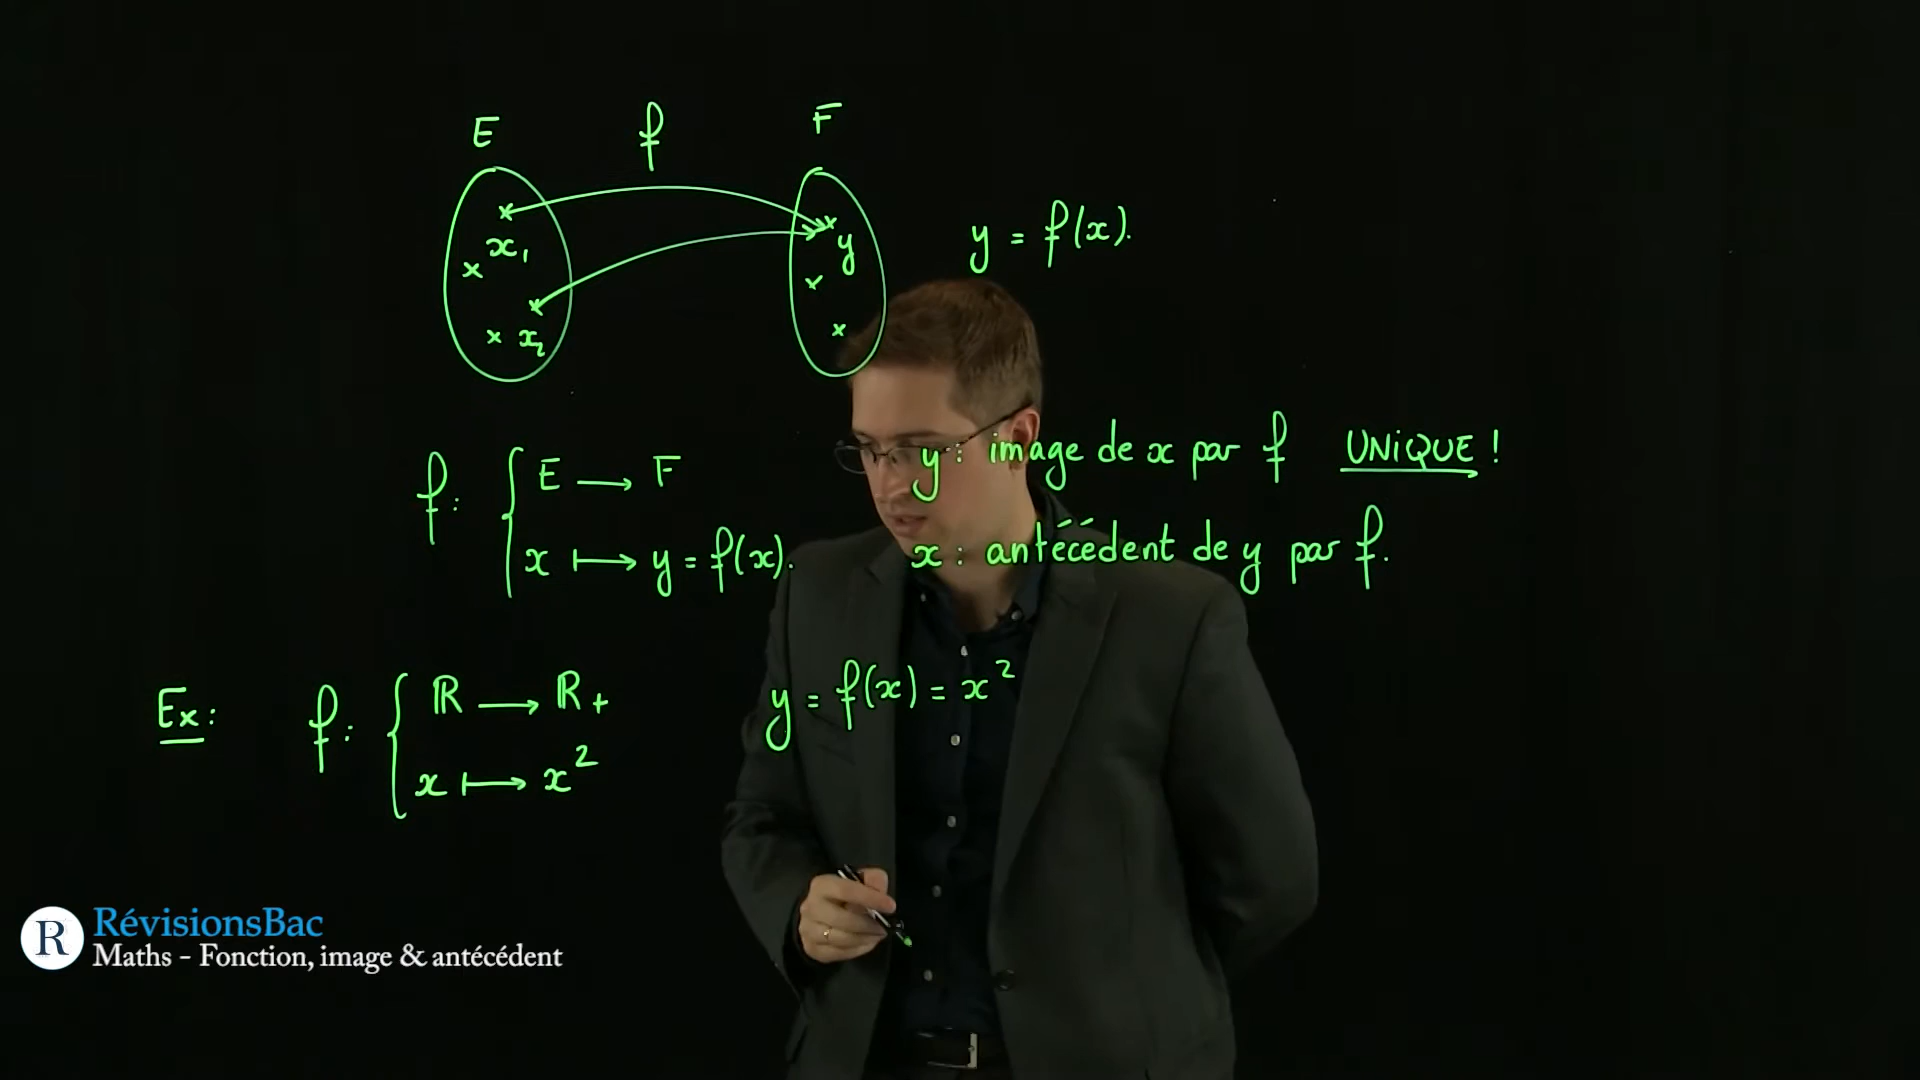 E f F
x₁
y
x₂
y = f(x).
f: { E → F
x ↦ y = f(x).
y : image de x par f UNiQUE !
x : antécédent de y par f.
Ex: f: { ℝ → ℝ+
x ↦ x²
y = f(x) = x²
R RévisionsBac
Maths - Fonction, image & antécédent